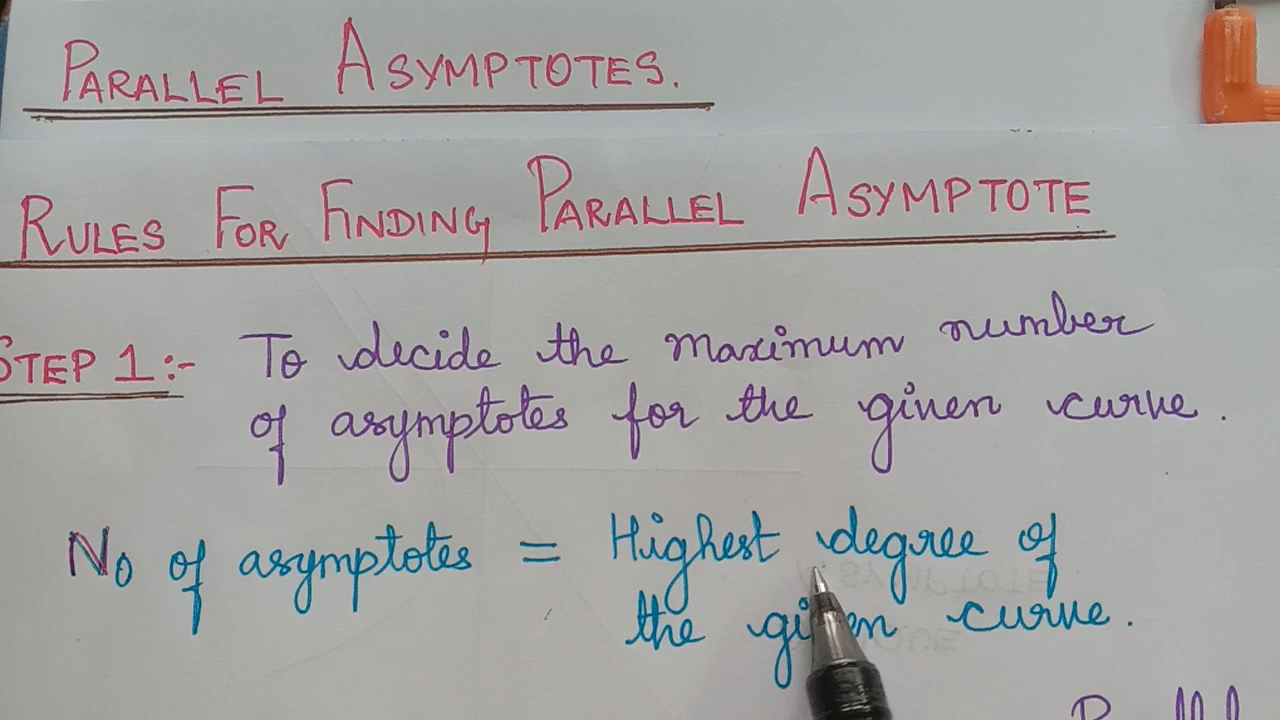 PARALLEL ASYMPTOTES.
RULES FOR FINDING PARALLEL ASYMPTOTE
STEP 1:- To decide the maximum number
of asymptotes for the given curve.
No of asymptotes = Highest degree of
the given curve.